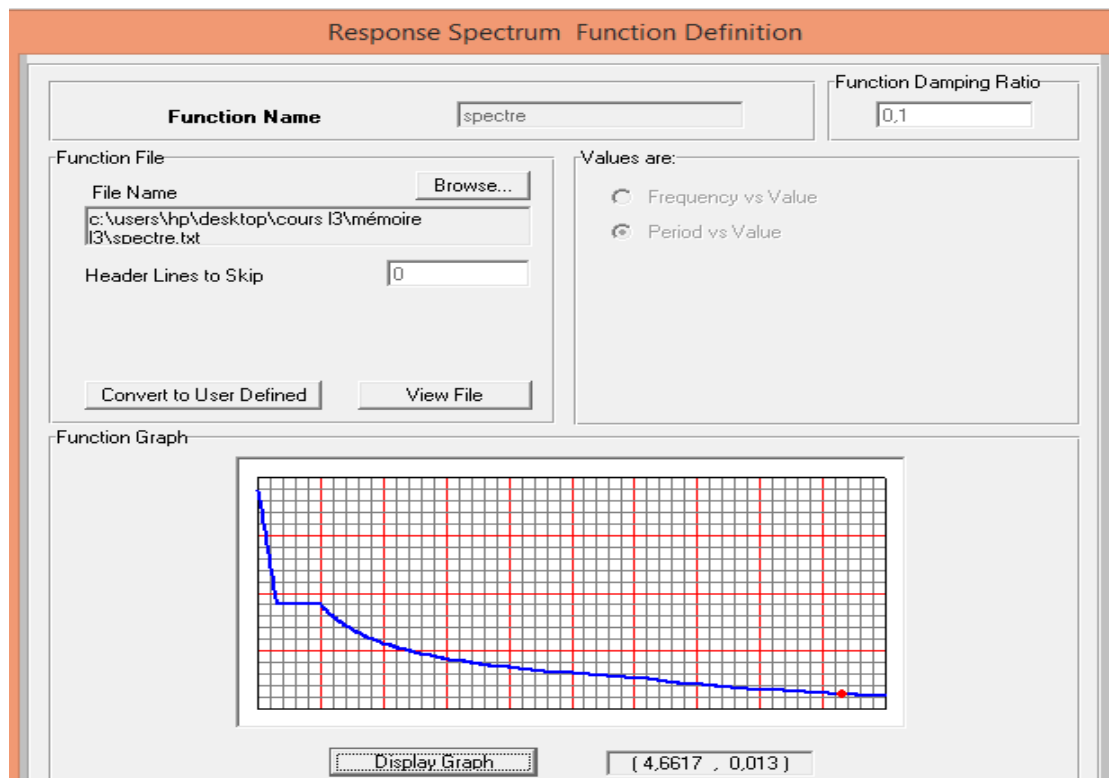 Response Spectrum Function Definition
Function Damping Ratio
Function Name
spectre
0,1
Function File
Values are:
File Name
Browse...
Frequency vs Value
c:\users\hp\desktop\cours l3\mémoire
l3\spectre.txt
Period vs Value
Header Lines to Skip
0
Convert to User Defined
View File
Function Graph
Display Graph
( 4,6617 , 0,013 )